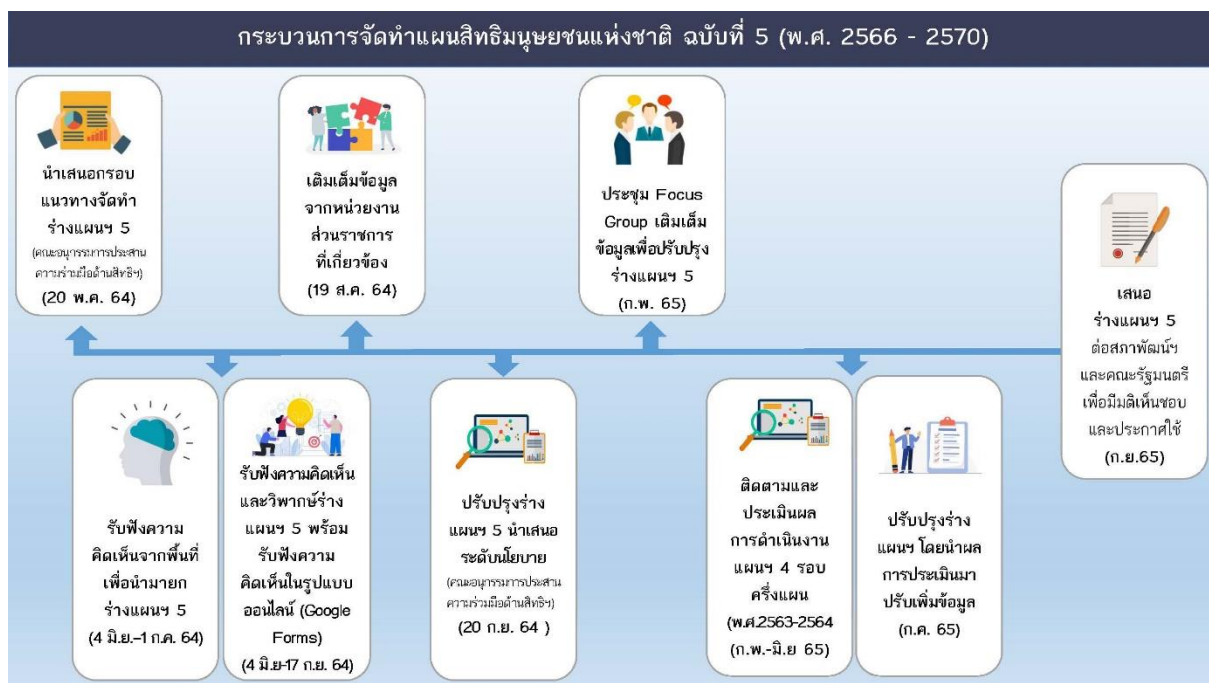 กระบวนการจัดทำแผนสิทธิมนุษยชนแห่งชาติ ฉบับที่ 5 (พ.ศ. 2566 - 2570)
นำเสนอกรอบ
แนวทางจัดทำ
ร่างแผนฯ 5
(คณะอนุกรรมการประสาน
ความร่วมมือด้านสิทธิฯ)
(20 พ.ค. 64)
เติมเต็มข้อมูล
จากหน่วยงาน
ส่วนราชการ
ที่เกี่ยวข้อง
(19 ส.ค. 64)
ประชุม Focus
Group เติมเต็ม
ข้อมูลเพื่อปรับปรุง
ร่างแผนฯ 5
(ก.พ. 65)
เสนอ
ร่างแผนฯ 5
ต่อสภาพัฒน์ฯ
และคณะรัฐมนตรี
เพื่อมีมติเห็นชอบ
และประกาศใช้
(ก.ย.65)
รับฟังความ
คิดเห็นจากพื้นที่
เพื่อนำมายก
ร่างแผนฯ 5
(4 มิ.ย.-1 ก.ค. 64)
รับฟังความคิดเห็น
และวิพากษ์ร่าง
แผนฯ 5 พร้อม
รับฟังความ
คิดเห็นในรูปแบบ
ออนไลน์ (Google
Forms)
(4 มิ.ย-17 ก.ย. 64)
ปรับปรุงร่าง
แผนฯ 5 นำเสนอ
ระดับนโยบาย
(คณะอนุกรรมการประสาน
ความร่วมมือด้านสิทธิฯ)
(20 ก.ย. 64 )
ติดตามและ
ประเมินผล
การดำเนินงาน
แผนฯ 4 รอบ
ครึ่งแผน
(พ.ศ.2563-2564
(ก.พ.-มิ.ย 65)
ปรับปรุงร่าง
แผนฯ โดยนำผล
การประเมินมา
ปรับเพิ่มข้อมูล
(ก.ค. 65)